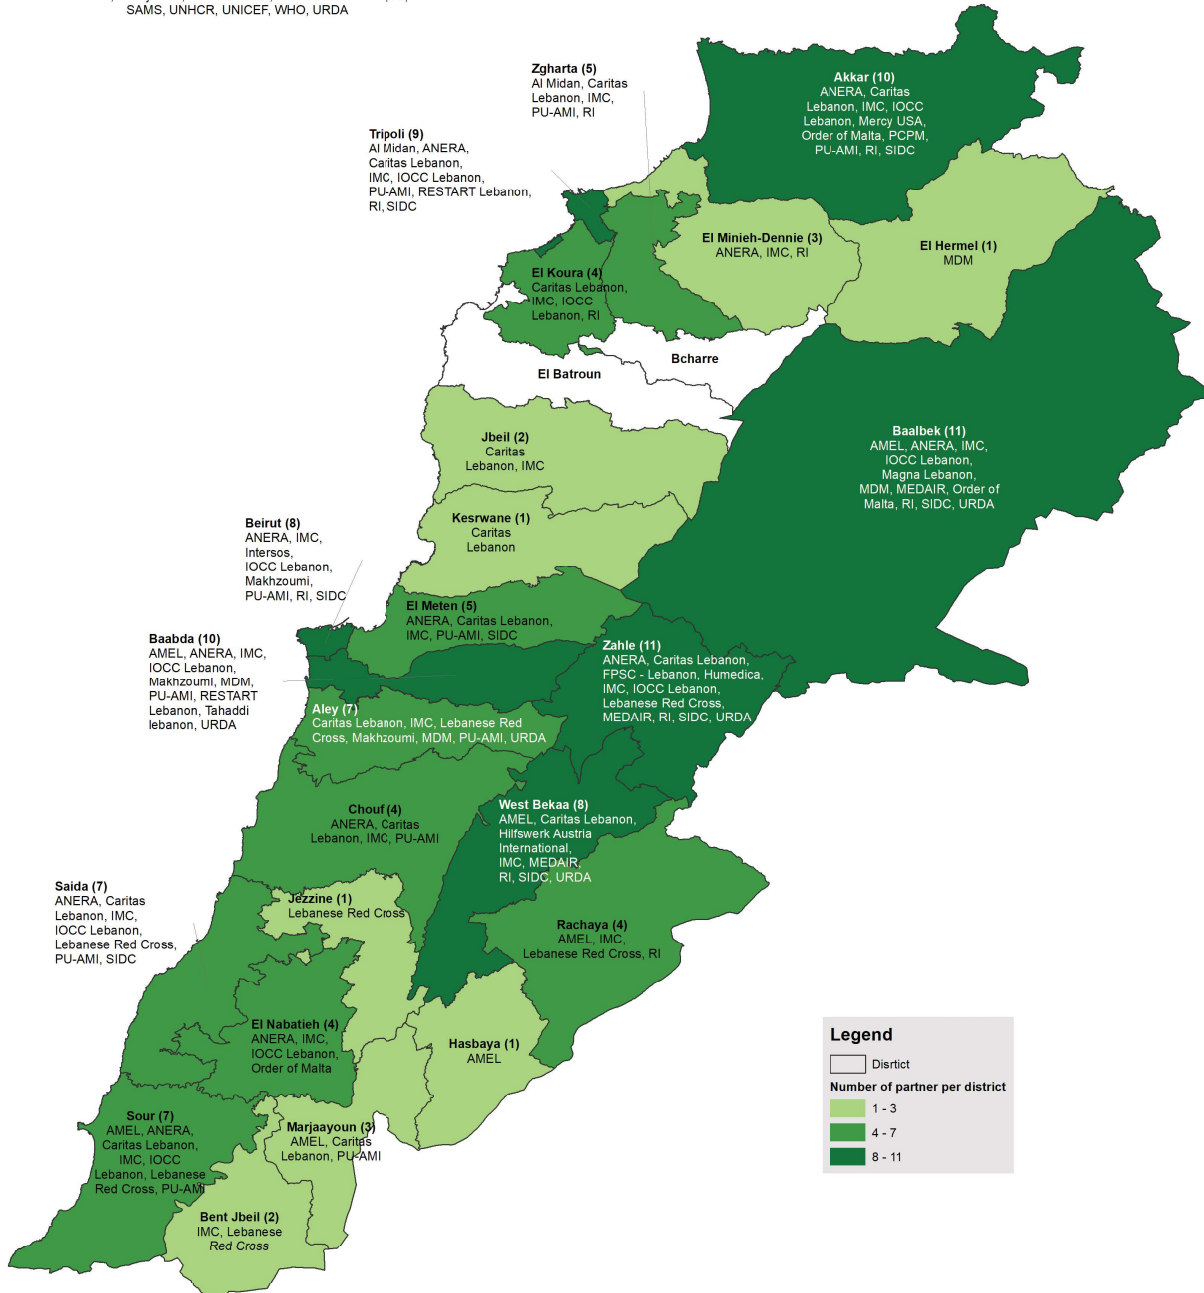 SAMS, UNHCR, UNICEF, WHO, URDA
Zgharta (5)
Al Midan, Caritas
Lebanon, IMC,
PU-AMI, RI
Akkar (10)
ANERA, Caritas
Lebanon, IMC, IOCC
Lebanon, Mercy USA,
Order of Malta, PCPM,
PU-AMI, RI, SIDC
Tripoli (9)
Al Midan, ANERA,
Caritas Lebanon,
IMC, IOCC Lebanon,
PU-AMI, RESTART Lebanon,
RI, SIDC
El Minieh-Dennie (3)
ANERA, IMC, RI
El Hermel (1)
MDM
El Koura (4)
Caritas Lebanon,
IMC, IOCC
Lebanon, RI
Bcharre
El Batroun
Jbeil (2)
Caritas
Lebanon, IMC
Baalbek (11)
AMEL, ANERA, IMC,
IOCC Lebanon,
Magna Lebanon,
MDM, MEDAIR, Order of
Malta, RI, SIDC, URDA
Kesrwane (1)
Caritas
Lebanon
Beirut (8)
ANERA, IMC,
Intersos,
IOCC Lebanon,
Makhzoumi,
PU-AMI, RI, SIDC
El Meten (5)
ANERA, Caritas Lebanon,
IMC, PU-AMI, SIDC
Baabda (10)
AMEL, ANERA, IMC,
IOCC Lebanon,
Makhzoumi, MDM,
PU-AMI, RESTART
Lebanon, Tahaddi
lebanon, URDA
Zahle (11)
ANERA, Caritas Lebanon,
FPSC - Lebanon, Humedica,
IMC, IOCC Lebanon,
Lebanese Red Cross,
MEDAIR, RI, SIDC, URDA
Aley (7)
Caritas Lebanon, IMC, Lebanese Red
Cross, Makhzoumi, MDM, PU-AMI, URDA
Chouf (4)
ANERA, Caritas
Lebanon, IMC, PU-AMI
West Bekaa (8)
AMEL, Caritas Lebanon,
Hilfswerk Austria
International,
IMC, MEDAIR,
RI, SIDC, URDA
Saida (7)
ANERA, Caritas
Lebanon, IMC,
IOCC Lebanon,
Lebanese Red Cross,
PU-AMI, SIDC
Jezzine (1)
Lebanese Red Cross
Rachaya (4)
AMEL, IMC,
Lebanese Red Cross, RI
El Nabatieh (4)
ANERA, IMC,
IOCC Lebanon,
Order of Malta
Hasbaya (1)
AMEL
Sour (7)
AMEL, ANERA,
Caritas Lebanon,
IMC, IOCC
Lebanon, Lebanese
Red Cross, PU-AMI
Marjaayoun (3)
AMEL, Caritas
Lebanon, PU-AMI
Bent Jbeil (2)
IMC, Lebanese
Red Cross
Legend
Disrtict
Number of partner per district
1 - 3
4 - 7
8 - 11